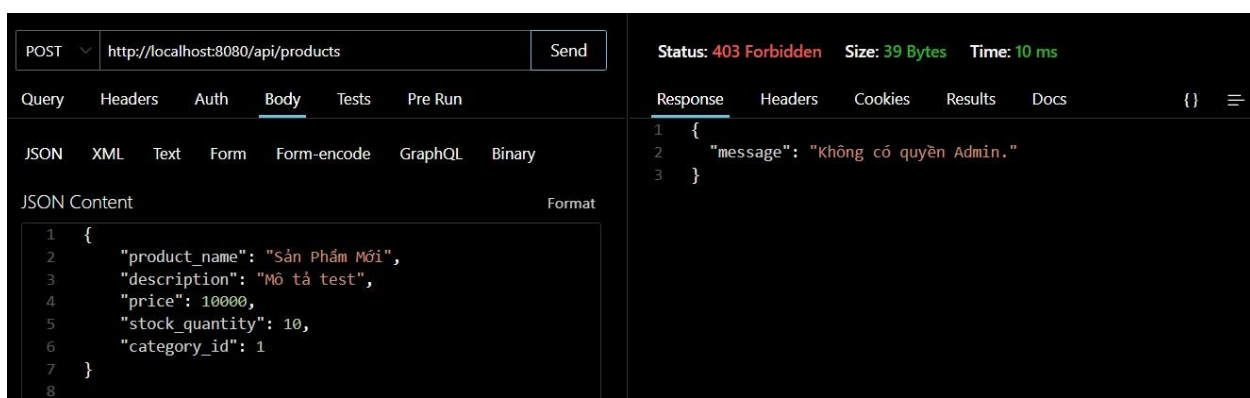 POST http://localhost:8080/api/products Send
Query Headers Auth Body Tests Pre Run
JSON XML Text Form Form-encode GraphQL Binary
JSON Content Format
1 {
2 "product_name": "Sản Phẩm Mới",
3 "description": "Mô tả test",
4 "price": 10000,
5 "stock_quantity": 10,
6 "category_id": 1
7 }
8
Status: 403 Forbidden Size: 39 Bytes Time: 10 ms
Response Headers Cookies Results Docs {}
1 {
2 "message": "Không có quyền Admin."
3 }